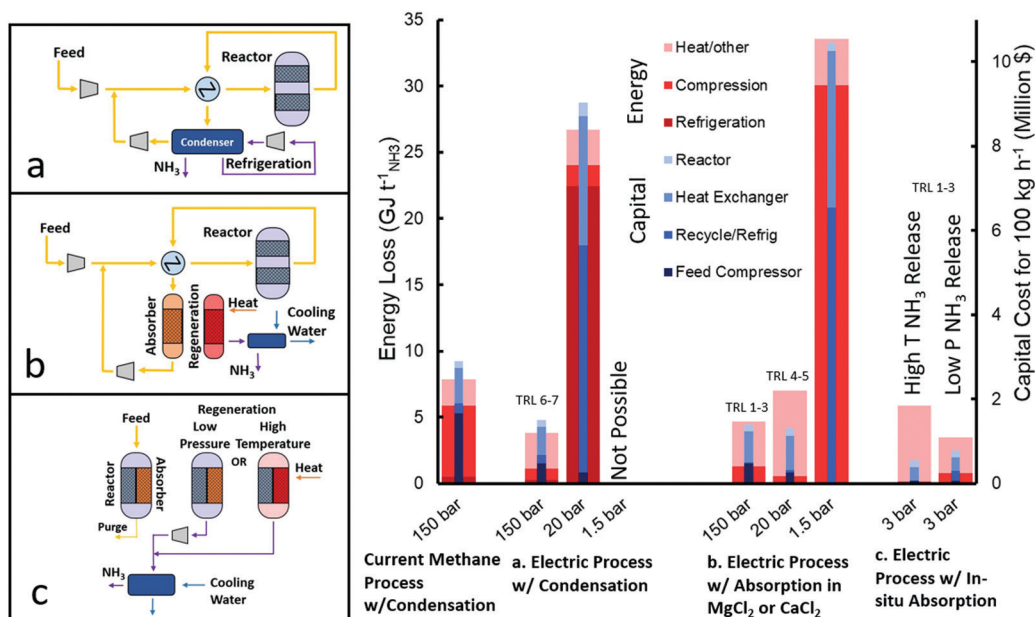 Feed
Reactor
Condenser
NH3
Refrigeration
a
Feed
Reactor
Absorber
Regeneration
Heat
Cooling
Water
NH3
b
Feed
Reactor
Absorber
Regeneration
Low
Pressure
OR
High
Temperature
Heat
Purge
NH3
Cooling
Water
c
Energy Loss (GJ t⁻¹NH3)
35
30
25
20
15
10
5
0
Energy
Heat/other
Compression
Refrigeration
Capital
Reactor
Heat Exchanger
Recycle/Refrig
Feed Compressor
TRL 6-7
Not Possible
TRL 1-3
TRL 4-5
TRL 1-3
High T NH3 Release
Low P NH3 Release
10
8
6
4
2
0
Capital Cost for 100 kg h⁻¹ (Million $)
150 bar
150 bar
20 bar
1.5 bar
150 bar
20 bar
1.5 bar
3 bar
3 bar
Current Methane
Process
w/Condensation
a. Electric Process
w/ Condensation
b. Electric Process
w/ Absorption in
MgCl2 or CaCl2
c. Electric
Process w/ In-
situ Absorption